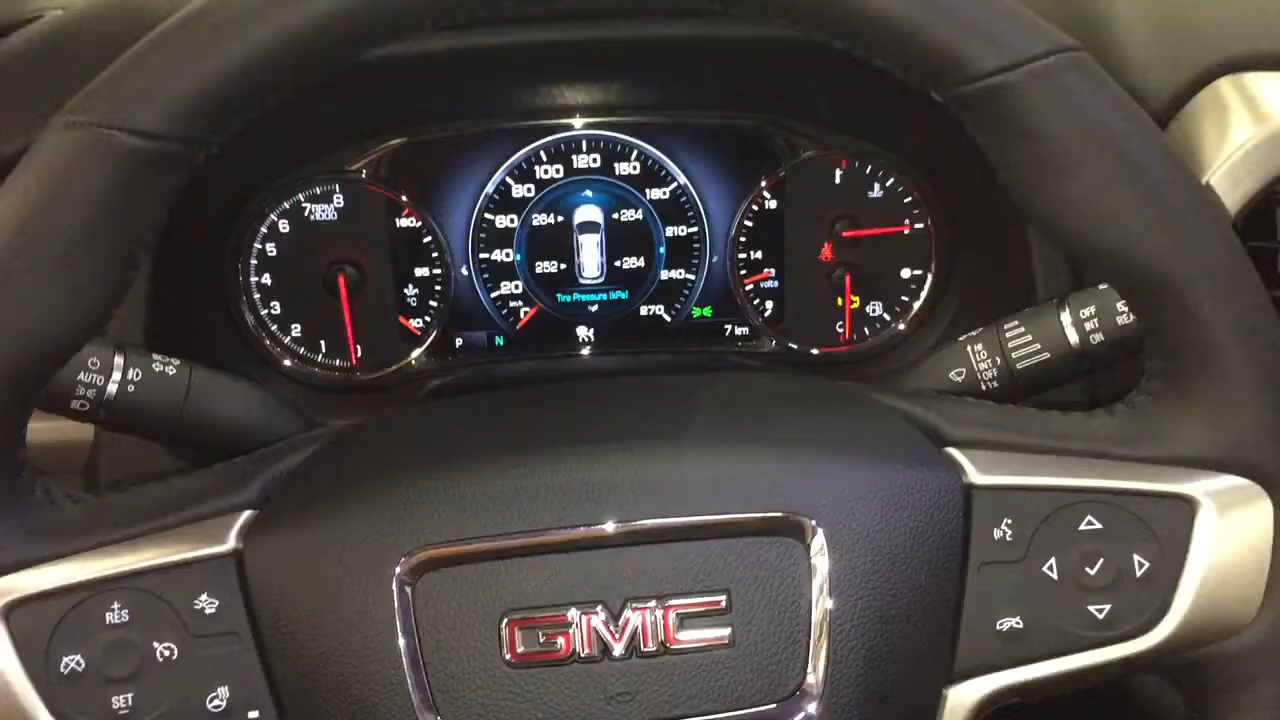 120
100
150
80
180
60
210
40
240
20
270
km/h
264
264
252
264
Tire Pressure (kPa)
P
N
7 km
8
7
RPM
x1000
6
5
4
3
2
1
160
95
°C
40
19
14
volts
9
AUTO
HI
LO
INT
OFF
1x
OFF
INT
ON
REA
RES
SET
GMC